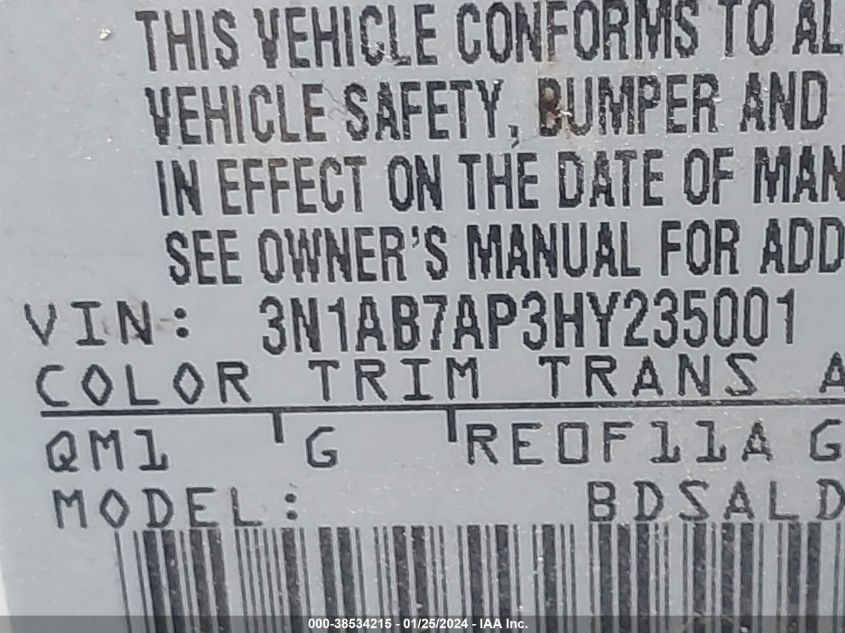 THIS VEHICLE CONFORMS TO AL
VEHICLE SAFETY, BUMPER AND
IN EFFECT ON THE DATE OF MAN
SEE OWNER'S MANUAL FOR ADD
VIN: 3N1AB7AP3HY235001
COLOR TRIM TRANS A
QM1 G RE0F11A G
MODEL: BDSALD
000-38534215 - 01/25/2024 - IAA Inc.